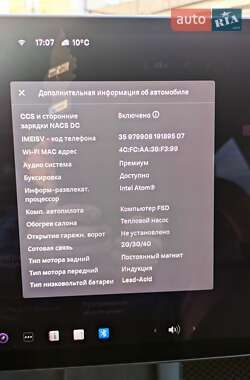 auto RIA .com
17:07 10°C
Дополнительная информация об автомобиле
CCS и сторонние
зарядки NACS DC
Включено
IMEISV - код телефона
35 979908 191895 07
Wi-Fi MAC адрес
4C:FC:AA:3B:F3:99
Аудио система
Премиум
Буксировка
Доступно
Информ-развлекат.
процессор
Intel Atom®
Комп. автопилота
Компьютер FSD
Обогрев салона
Тепловой насос
Открытие гаражн. ворот
Не установлено
Сотовая связь
2G/3G/4G
Тип мотора задний
Постоянный магнит
Тип мотора передний
Индукция
Тип низковольтной батареи
Lead-Acid